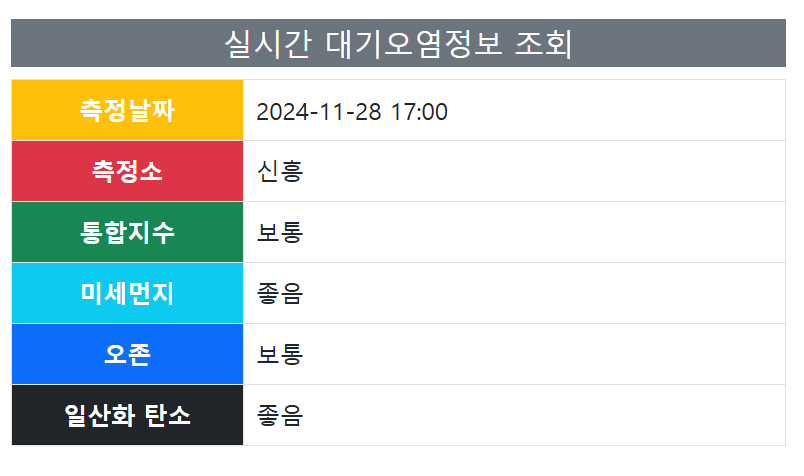 실시간 대기오염정보 조회
측정날짜 2024-11-28 17:00
측정소 신흥
통합지수 보통
미세먼지 좋음
오존 보통
일산화 탄소 좋음